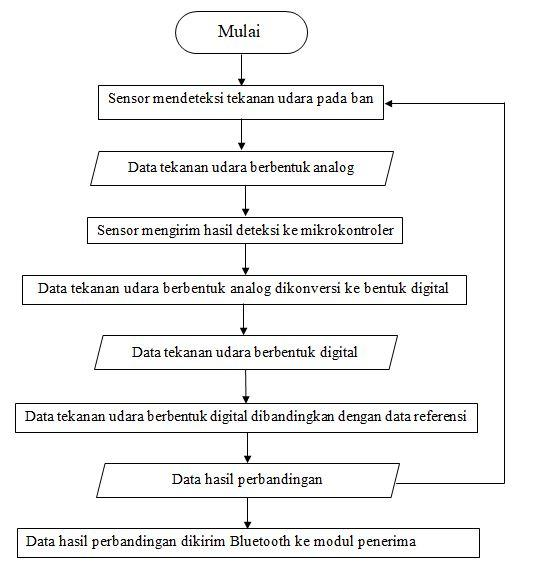 Mulai
Sensor mendeteksi tekanan udara pada ban
Data tekanan udara berbentuk analog
Sensor mengirim hasil deteksi ke mikrokontroler
Data tekanan udara berbentuk analog dikonversi ke bentuk digital
Data tekanan udara berbentuk digital
Data tekanan udara berbentuk digital dibandingkan dengan data referensi
Data hasil perbandingan
Data hasil perbandingan dikirim Bluetooth ke modul penerima